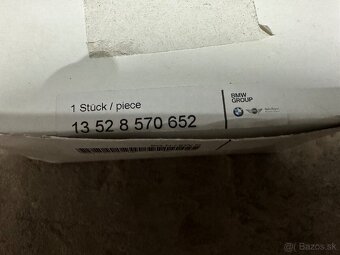 1 Stück / piece
13 52 8 570 652
BMW
GROUP
Bazos.sk